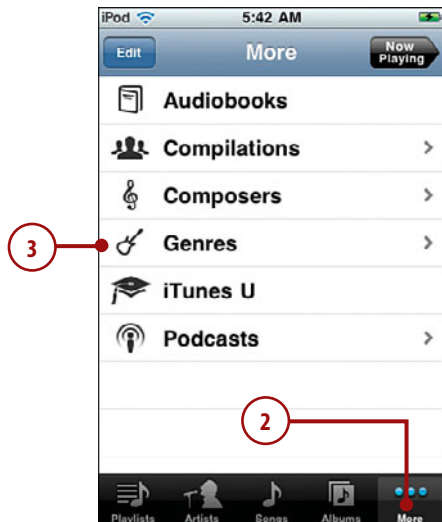 iPod 5:42 AM
Edit More Now Playing
Audiobooks
Compilations
Composers
3 Genres
iTunes U
Podcasts
2
Playlists Artists Songs Albums More